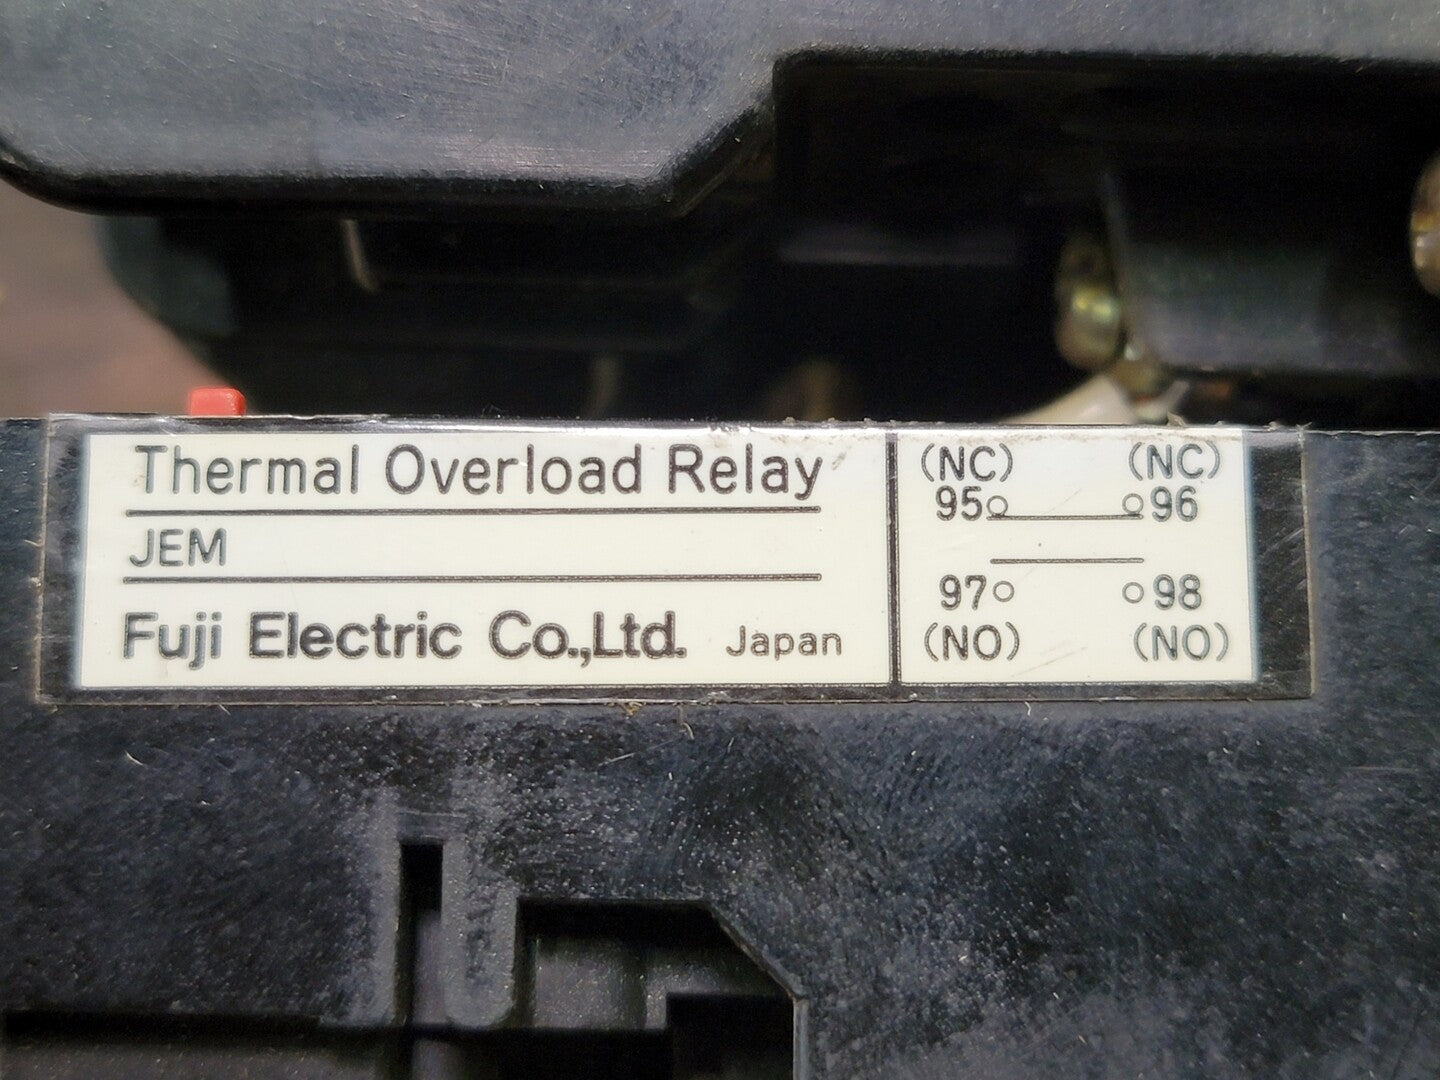 Thermal Overload Relay
JEM
Fuji Electric Co.,Ltd. Japan
(NC) (NC)
95 96
97 98
(NO) (NO)